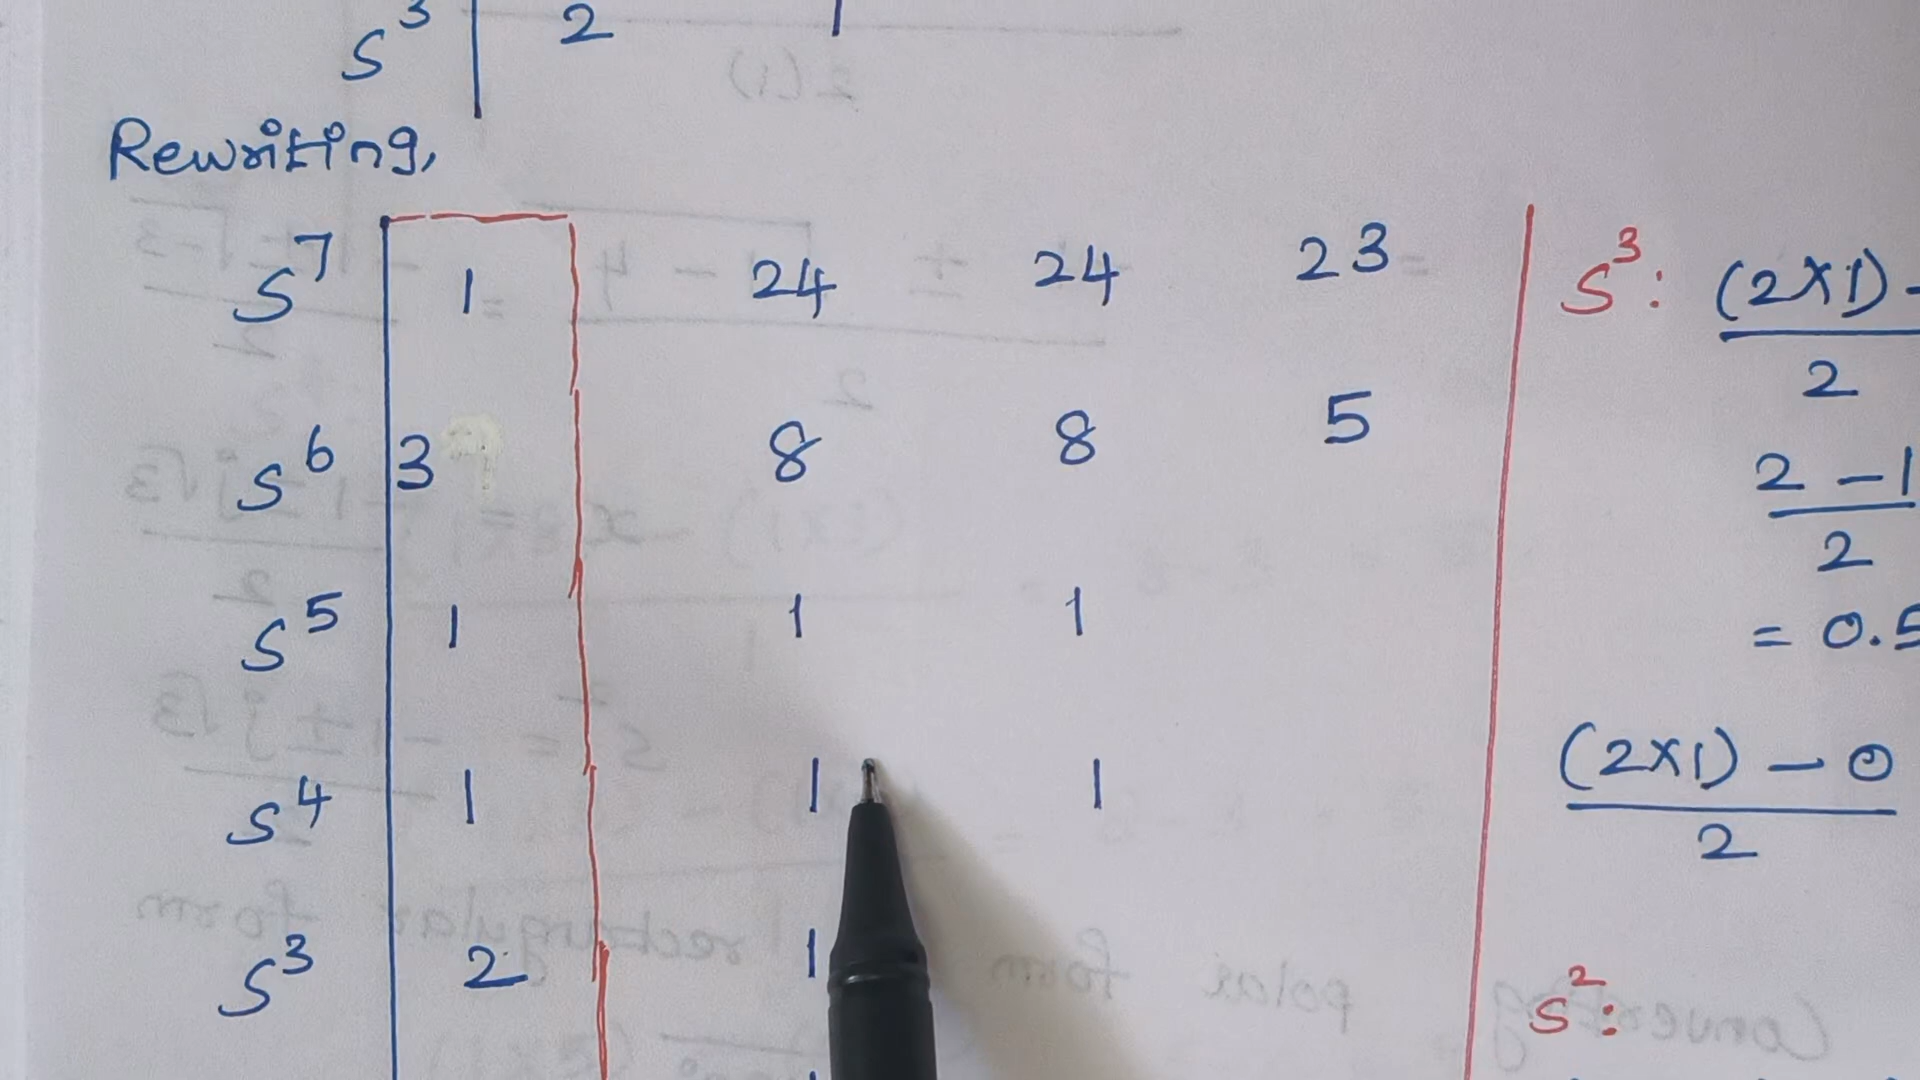 s³ 2 1
Rewriting,
s⁷ 1 24 24 23
s⁶ 3 8 8 5
s⁵ 1 1 1
s⁴ 1 1 1
s³ 2 1
s³: (2×1) -
2
2 - 1
2
= 0.5
(2×1) - 0
2
s²: